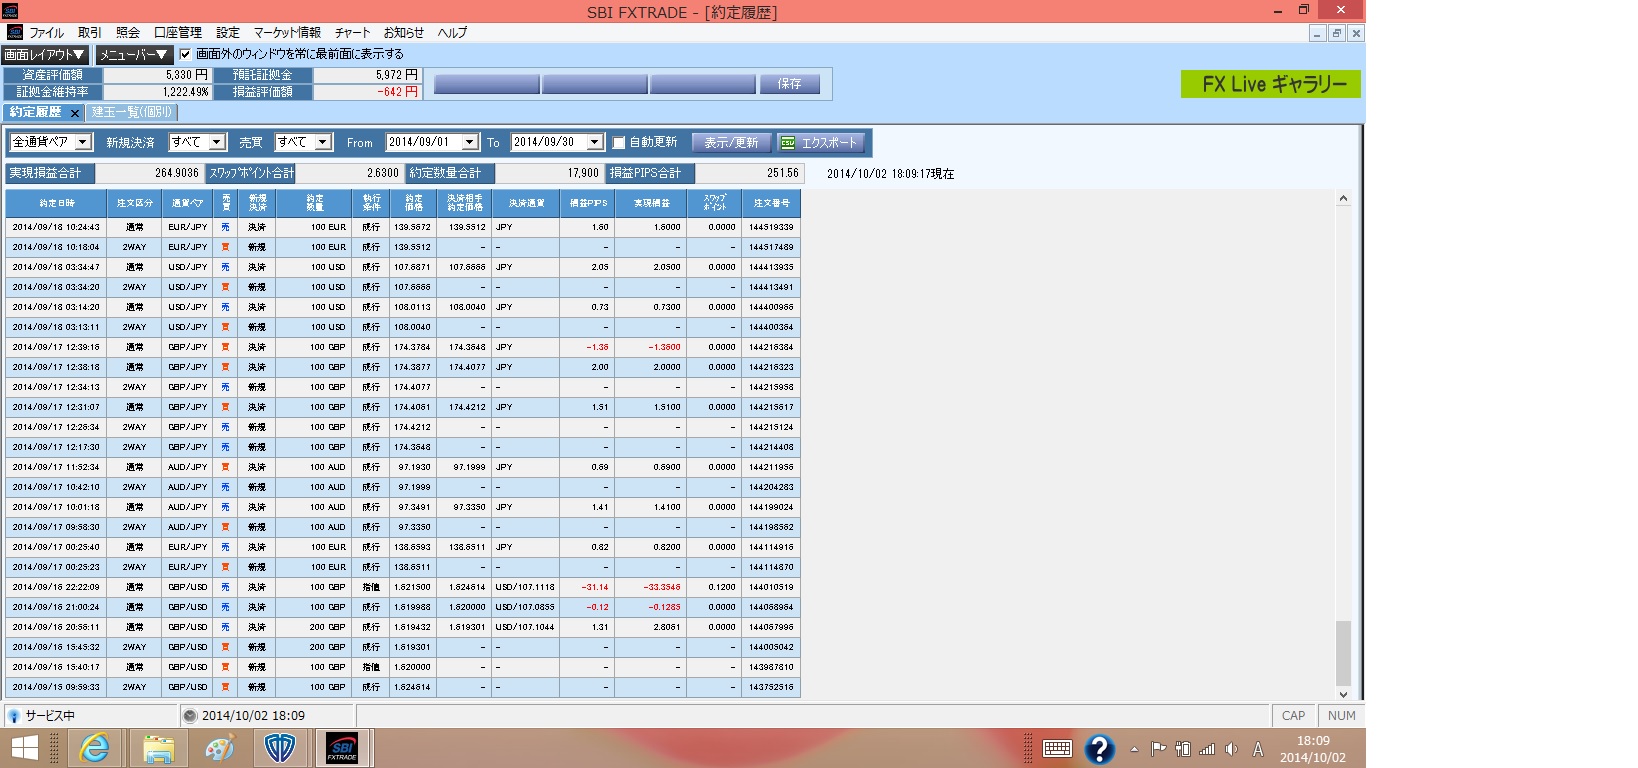 SBI FXTRADE - [約定履歴]
ファイル 取引 照会 口座管理 設定 マーケット情報 チャート お知らせ ヘルプ
画面レイアウト▼ メニューバー▼ 画面外のウィンドウを常に最前面に表示する
資産評価額 5,330 円 預託証拠金 5,972 円
証拠金維持率 1,222.49% 損益評価額 -642 円 保存 FX Live ギャラリー
約定履歴 × 建玉一覧(個別)
全通貨ペア 新規決済 すべて 売買 すべて From 2014/09/01 To 2014/09/30 自動更新 表示/更新 CSV エクスポート
実現損益合計 264.9036 スワップポイント合計 2.6300 約定数量合計 17,900 損益PIPS合計 251.56 2014/10/02 18:09:17現在
約定日時 注文区分 通貨ペア 売買 新規決済 約定数量 執行条件 約定価格 決済相手約定価格 決済通貨 損益PIPS 実現損益 スワップポイント 注文番号
2014/09/18 10:24:43 通常 EUR/JPY 売 決済 100 EUR 成行 139.5672 139.5512 JPY 1.60 1.6000 0.0000 144519339
2014/09/18 10:18:04 2WAY EUR/JPY 買 新規 100 EUR 成行 139.5512 - - - - - 144517489
2014/09/18 03:34:47 通常 USD/JPY 売 決済 100 USD 成行 107.6871 107.6666 JPY 2.05 2.0500 0.0000 144413935
2014/09/18 03:34:20 2WAY USD/JPY 買 新規 100 USD 成行 107.6666 - - - - - 144413491
2014/09/18 03:14:20 通常 USD/JPY 売 決済 100 USD 成行 108.0113 108.0040 JPY 0.73 0.7300 0.0000 144400966
2014/09/18 03:13:11 2WAY USD/JPY 買 新規 100 USD 成行 108.0040 - - - - - 144400364
2014/09/17 12:39:16 通常 GBP/JPY 買 決済 100 GBP 成行 174.3784 174.3648 JPY -1.36 -1.3600 0.0000 144216384
2014/09/17 12:38:18 通常 GBP/JPY 買 決済 100 GBP 成行 174.3877 174.4077 JPY 2.00 2.0000 0.0000 144216323
2014/09/17 12:34:13 2WAY GBP/JPY 売 新規 100 GBP 成行 174.4077 - - - - - 144215958
2014/09/17 12:31:07 通常 GBP/JPY 買 決済 100 GBP 成行 174.4061 174.4212 JPY 1.51 1.5100 0.0000 144215617
2014/09/17 12:26:34 2WAY GBP/JPY 売 新規 100 GBP 成行 174.4212 - - - - - 144215124
2014/09/17 12:17:30 2WAY GBP/JPY 売 新規 100 GBP 成行 174.3648 - - - - - 144214408
2014/09/17 11:52:34 通常 AUD/JPY 買 決済 100 AUD 成行 97.1930 97.1999 JPY 0.69 0.6900 0.0000 144211956
2014/09/17 10:42:10 2WAY AUD/JPY 売 新規 100 AUD 成行 97.1999 - - - - - 144204283
2014/09/17 10:01:18 通常 AUD/JPY 売 決済 100 AUD 成行 97.3491 97.3350 JPY 1.41 1.4100 0.0000 144199024
2014/09/17 09:58:30 2WAY AUD/JPY 買 新規 100 AUD 成行 97.3350 - - - - - 144198562
2014/09/17 00:25:40 通常 EUR/JPY 売 決済 100 EUR 成行 138.6593 138.6511 JPY 0.82 0.8200 0.0000 144114916
2014/09/17 00:25:23 2WAY EUR/JPY 買 新規 100 EUR 成行 138.6511 - - - - - 144114870
2014/09/16 22:22:09 通常 GBP/USD 売 決済 100 GBP 指値 1.621500 1.624614 USD/107.1118 -31.14 -33.3546 0.1200 144010519
2014/09/16 21:00:24 通常 GBP/USD 売 決済 100 GBP 成行 1.619988 1.620000 USD/107.0855 -0.12 -0.1285 0.0000 144068964
2014/09/16 20:56:11 通常 GBP/USD 売 決済 200 GBP 成行 1.619432 1.619301 USD/107.1044 1.31 2.8061 0.0000 144067996
2014/09/16 15:45:32 2WAY GBP/USD 買 新規 200 GBP 成行 1.619301 - - - - - 144005042
2014/09/16 15:40:17 通常 GBP/USD 買 新規 100 GBP 指値 1.620000 - - - - - 143987810
2014/09/15 09:59:33 2WAY GBP/USD 買 新規 100 GBP 成行 1.624614 - - - - - 143752516
サービス中 2014/10/02 18:09 CAP NUM
SBI FXTRADE A 18:09
2014/10/02